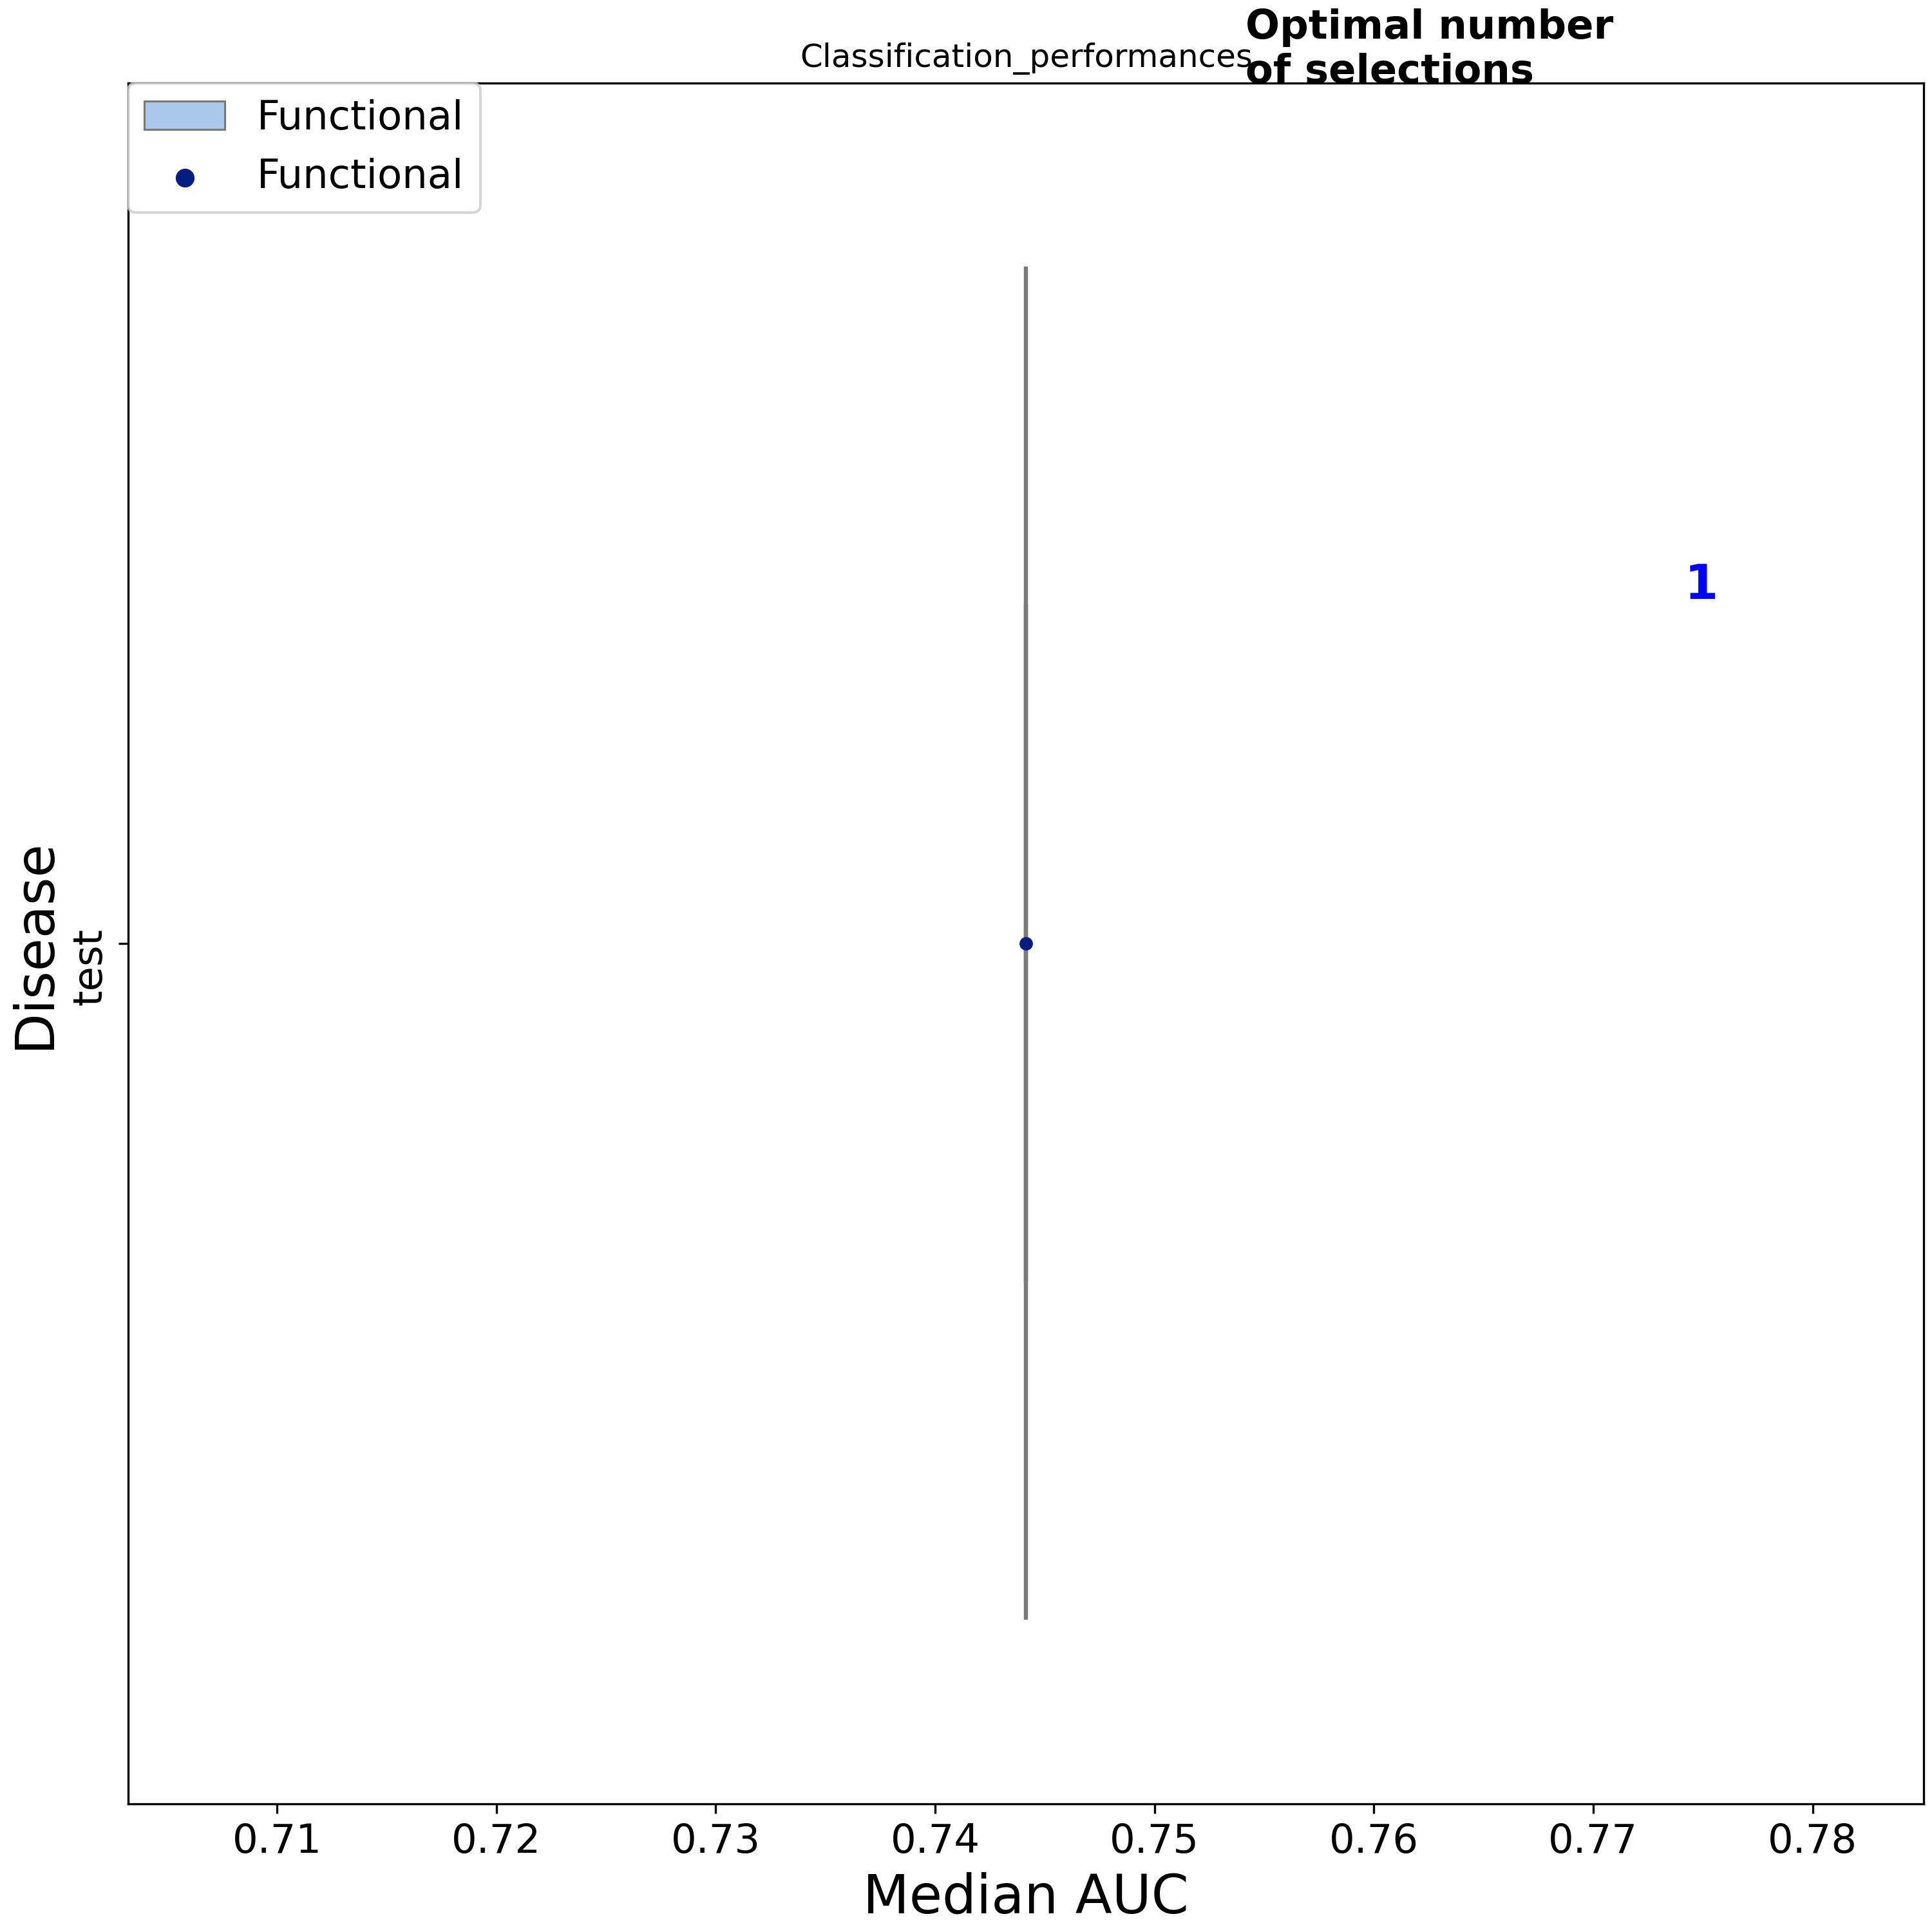 Optimal number
of selections
Classification_performances
Functional
Functional
1
Disease
test
0.71 0.72 0.73 0.74 0.75 0.76 0.77 0.78
Median AUC